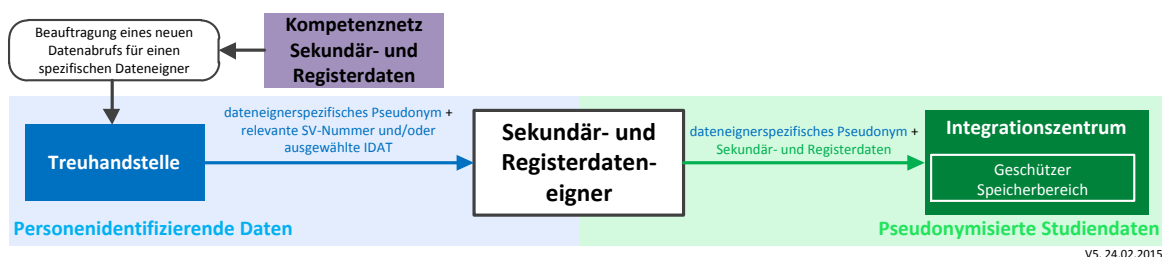 Beauftragung eines neuen
Datenabrufs für einen
spezifischen Dateneigner
Kompetenznetz
Sekundär- und
Registerdaten
Treuhandstelle
dateneignerspezifisches Pseudonym +
relevante SV-Nummer und/oder
ausgewählte IDAT
Sekundär- und
Registerdaten-
eigner
dateneignerspezifisches Pseudonym +
Sekundär- und Registerdaten
Integrationszentrum
Geschützer
Speicherbereich
Personenidentifizierende Daten
Pseudonymisierte Studiendaten
V5, 24.02.2015